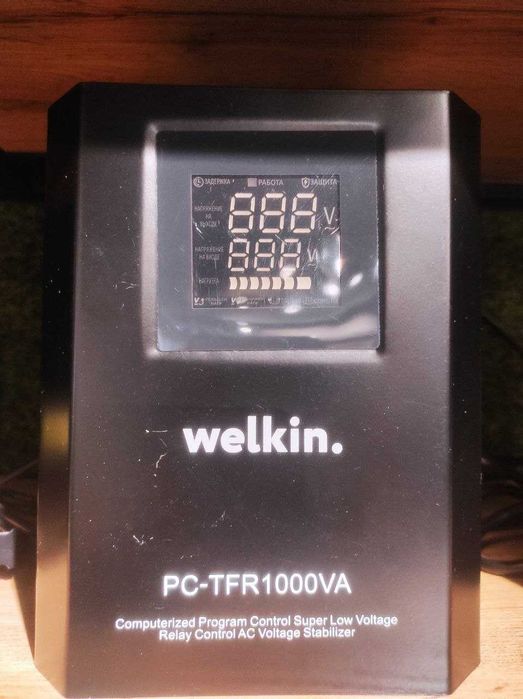 ЗАДЕРЖКА РАБОТА ЗАЩИТА
НАПРЯЖЕНИЕ
НА
ВЫХОДЕ
888 V
НАПРЯЖЕНИЕ
НА ВХОДЕ
888 V
НАГРУЗКА
welkin.
PC-TFR1000VA
Computerized Program Control Super Low Voltage
Relay Control AC Voltage Stabilizer